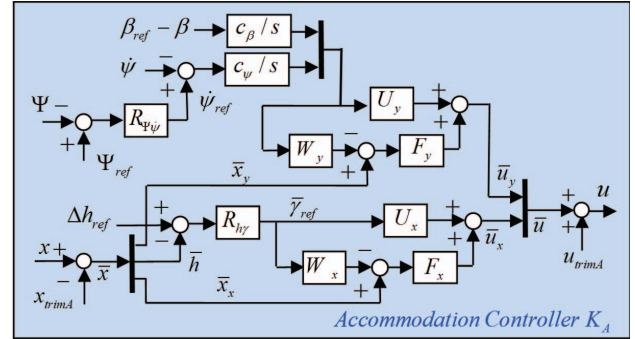 β_ref − β
c_β / s
ψ̇
−
+
c_ψ / s
ψ̇_ref
Ψ
−
+
R_Ψψ̇
Ψ_ref
U_y
+
+
W_y
−
+
F_y
x̄_y
ū_y
Δh_ref
+
−
R_hγ
γ̄_ref
U_x
+
+
ū_x
ū
+
+
u
x
+
−
x̄
h̄
W_x
−
+
F_x
x_trimA
x̄_x
u_trimA
Accommodation Controller K_A